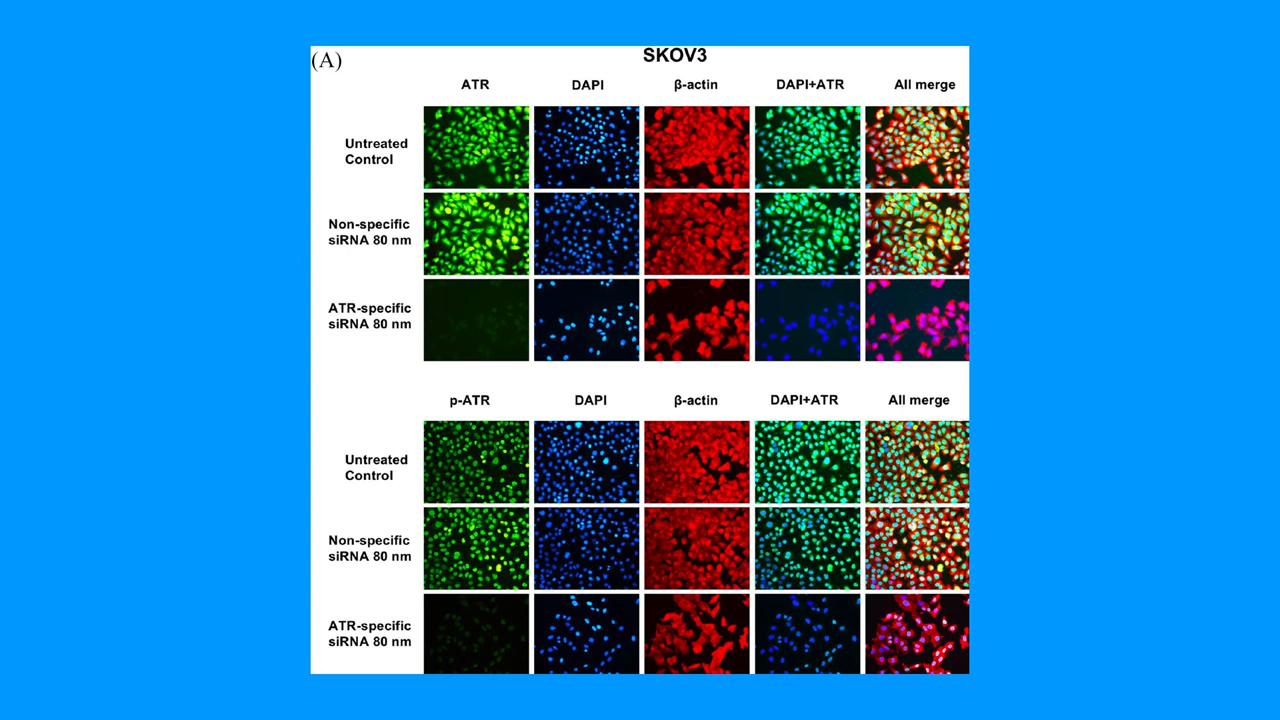 (A)
SKOV3
ATR DAPI β-actin DAPI+ATR All merge
Untreated
Control
Non-specific
siRNA 80 nm
ATR-specific
siRNA 80 nm
p-ATR DAPI β-actin DAPI+ATR All merge
Untreated
Control
Non-specific
siRNA 80 nm
ATR-specific
siRNA 80 nm